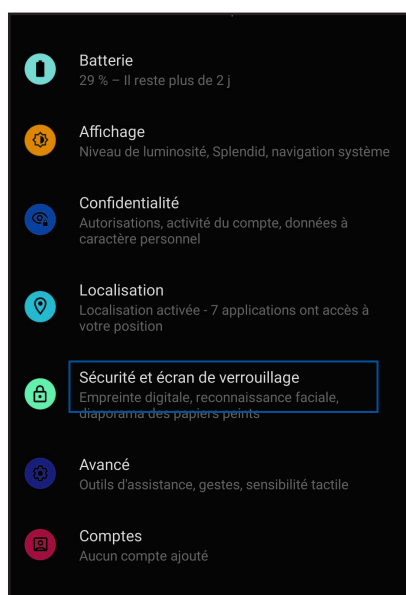 Batterie
29 % – Il reste plus de 2 j
Affichage
Niveau de luminosité, Splendid, navigation système
Confidentialité
Autorisations, activité du compte, données à
caractère personnel
Localisation
Localisation activée - 7 applications ont accès à
votre position
Sécurité et écran de verrouillage
Empreinte digitale, reconnaissance faciale,
diaporama des papiers peints
Avancé
Outils d'assistance, gestes, sensibilité tactile
Comptes
Aucun compte ajouté